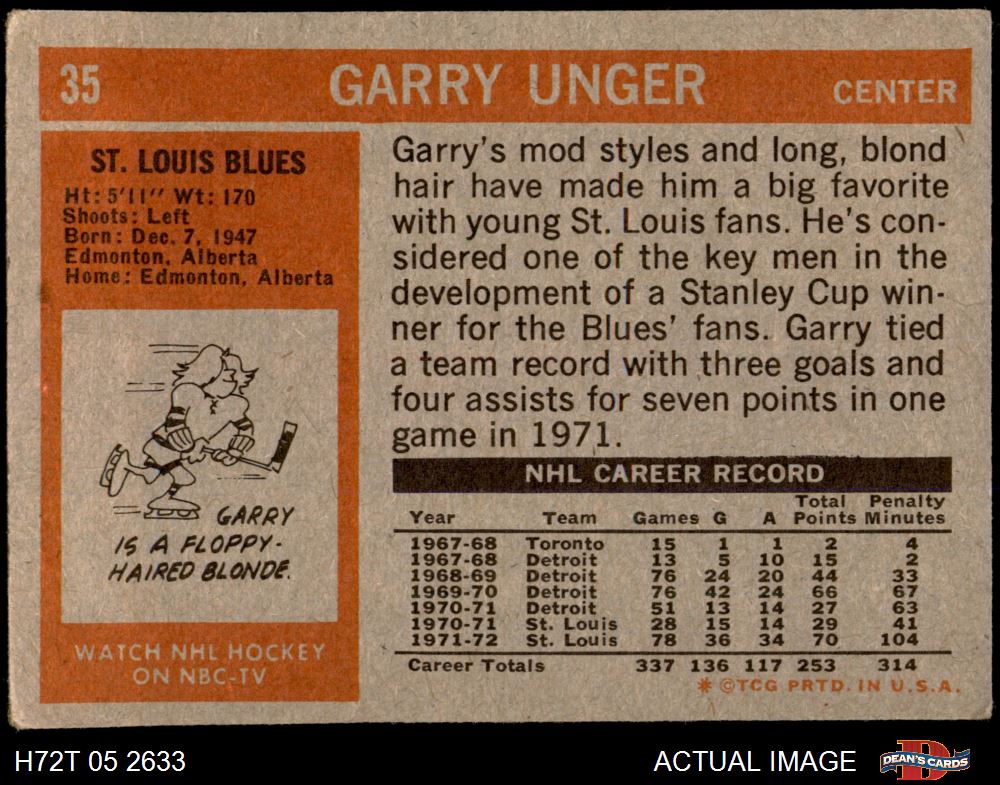 35 GARRY UNGER CENTER
ST. LOUIS BLUES
Ht: 5'11'' Wt: 170
Shoots: Left
Born: Dec. 7, 1947
Edmonton, Alberta
Home: Edmonton, Alberta
GARRY
IS A FLOPPY-
HAIRED BLONDE.
WATCH NHL HOCKEY
ON NBC-TV
Garry's mod styles and long, blond
hair have made him a big favorite
with young St. Louis fans. He's con-
sidered one of the key men in the
development of a Stanley Cup win-
ner for the Blues' fans. Garry tied
a team record with three goals and
four assists for seven points in one
game in 1971.
NHL CAREER RECORD
Total Penalty
Year Team Games G A Points Minutes
1967-68 Toronto 15 1 1 2 4
1967-68 Detroit 13 5 10 15 2
1968-69 Detroit 76 24 20 44 33
1969-70 Detroit 76 42 24 66 67
1970-71 Detroit 51 13 14 27 63
1970-71 St. Louis 28 15 14 29 41
1971-72 St. Louis 78 36 34 70 104
Career Totals 337 136 117 253 314
* ©TCG PRTD. IN U.S.A.
H72T 05 2633 ACTUAL IMAGE D DEAN'S CARDS